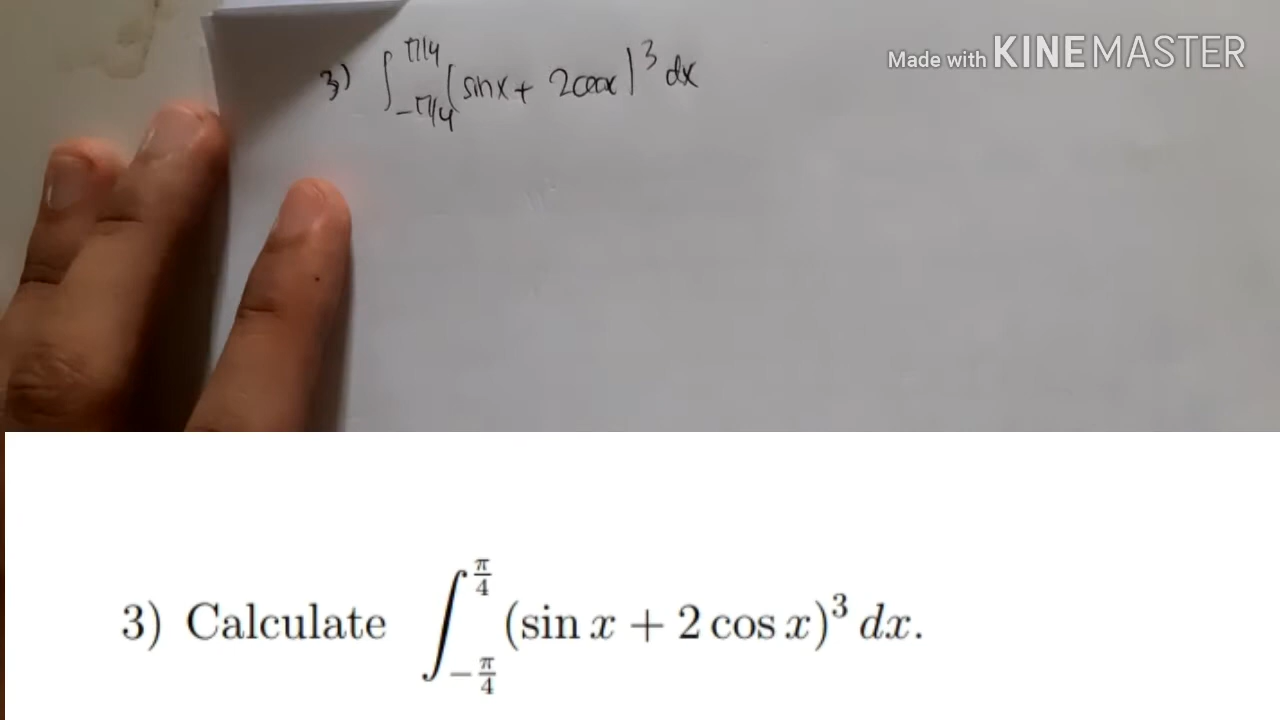 Made with KINEMASTER
3) ∫_{-π/4}^{π/4} (sinx + 2cosx)^3 dx
3) Calculate ∫_{-π/4}^{π/4} (sin x + 2 cos x)^3 dx.